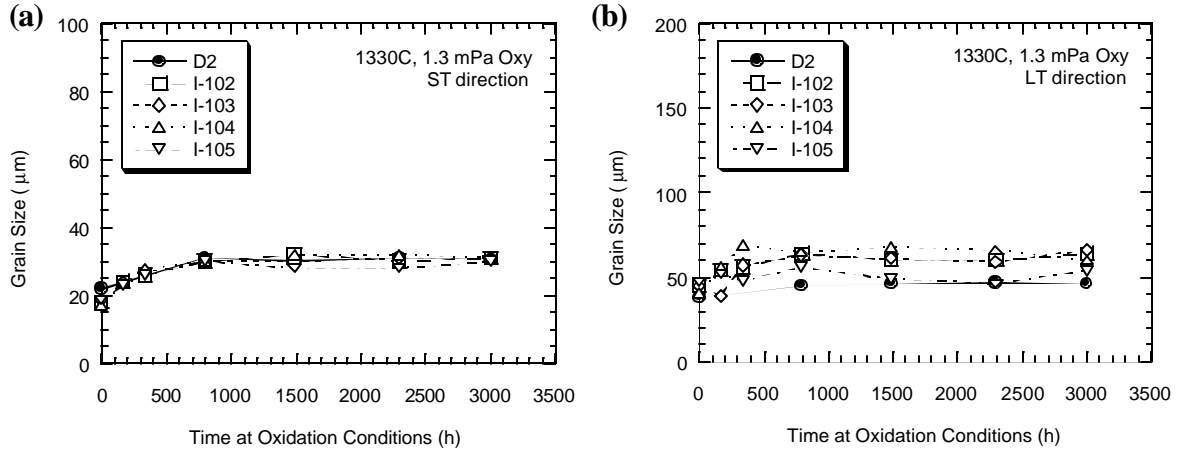 (a)
100
80
60
40
20
0
Grain Size ( μm)
D2
I-102
I-103
I-104
I-105
1330C, 1.3 mPa Oxy
ST direction
0 500 1000 1500 2000 2500 3000 3500
Time at Oxidation Conditions (h)
(b)
200
150
100
50
0
Grain Size ( μm)
D2
I-102
I-103
I-104
I-105
1330C, 1.3 mPa Oxy
LT direction
0 500 1000 1500 2000 2500 3000 3500
Time at Oxidation Conditions (h)